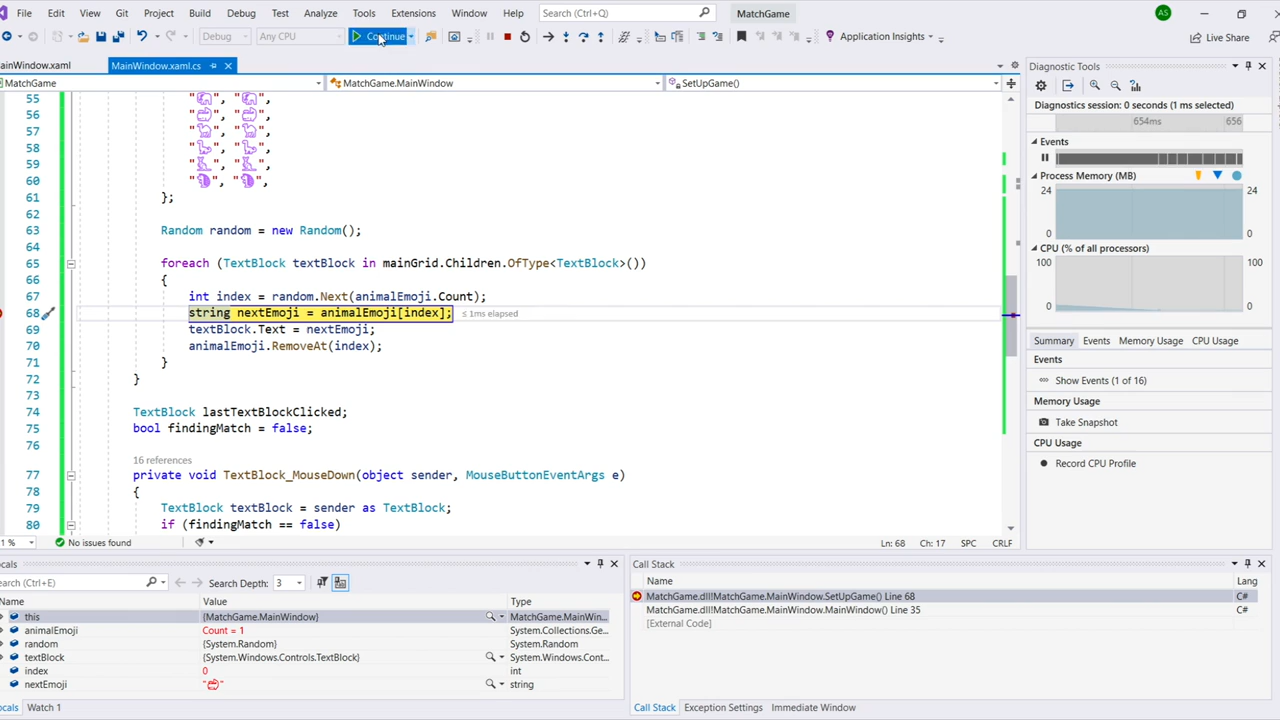 File Edit View Git Project Build Debug Test Analyze Tools Extensions Window Help Search (Ctrl+Q) MatchGame AS
Debug Any CPU Continue Application Insights Live Share
ainWindow.xaml MainWindow.xaml.cs
MatchGame MatchGame.MainWindow SetUpGame()
55 "🐘", "🐘",
56 "🐳", "🐳",
57 "🐪", "🐪",
58 "🦕", "🦕",
59 "🦘", "🦘",
60 "🦔", "🦔",
61 };
62
63 Random random = new Random();
64
65 foreach (TextBlock textBlock in mainGrid.Children.OfType<TextBlock>())
66 {
67 int index = random.Next(animalEmoji.Count);
68 string nextEmoji = animalEmoji[index]; ≤ 1ms elapsed
69 textBlock.Text = nextEmoji;
70 animalEmoji.RemoveAt(index);
71 }
72 }
73
74 TextBlock lastTextBlockClicked;
75 bool findingMatch = false;
76
16 references
77 private void TextBlock_MouseDown(object sender, MouseButtonEventArgs e)
78 {
79 TextBlock textBlock = sender as TextBlock;
80 if (findingMatch == false)
1 % No issues found Ln: 68 Ch: 17 SPC CRLF
Diagnostic Tools
Diagnostics session: 0 seconds (1 ms selected)
654ms 656
Events
Process Memory (MB)
24 24
0 0
CPU (% of all processors)
100 100
0 0
Summary Events Memory Usage CPU Usage
Events
Show Events (1 of 16)
Memory Usage
Take Snapshot
CPU Usage
Record CPU Profile
ocals
earch (Ctrl+E) Search Depth: 3
Name Value Type
this {MatchGame.MainWindow} MatchGame.MainWin...
animalEmoji Count = 1 System.Collections.Ge...
random {System.Random} System.Random
textBlock {System.Windows.Controls.TextBlock} System.Windows.Cont...
index 0 int
nextEmoji "🐳" string
ocals Watch 1
Call Stack
Name Lang
MatchGame.dll!MatchGame.MainWindow.SetUpGame() Line 68 C#
MatchGame.dll!MatchGame.MainWindow.MainWindow() Line 35 C#
[External Code]
Call Stack Exception Settings Immediate Window